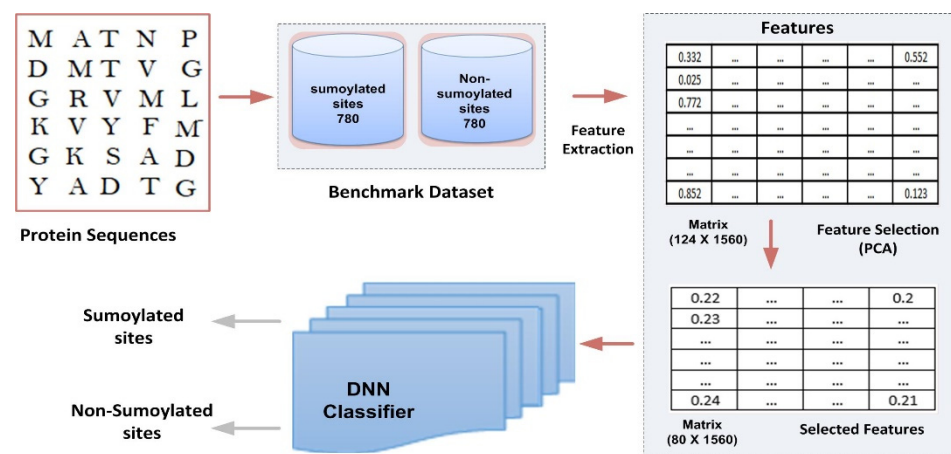 M A T N P
D M T V G
G R V M L
K V Y F M
G K S A D
Y A D T G
Protein Sequences
sumoylated
sites
780
Non-
sumoylated
sites
780
Benchmark Dataset
Feature
Extraction
Features
0.332 ... ... ... ... 0.552
0.025 ... ... ... ... ...
0.772 ... ... ... ... ...
... ... ... ... ... ...
... ... ... ... ... ...
... ... ... ... ... ...
0.852 ... ... ... ... 0.123
Matrix
(124 X 1560)
Feature Selection
(PCA)
0.22 ... ... 0.2
0.23 ... ... ...
... ... ... ...
... ... ... ...
... ... ... ...
0.24 ... ... 0.21
Matrix
(80 X 1560)
Selected Features
DNN
Classifier
Sumoylated
sites
Non-Sumoylated
sites